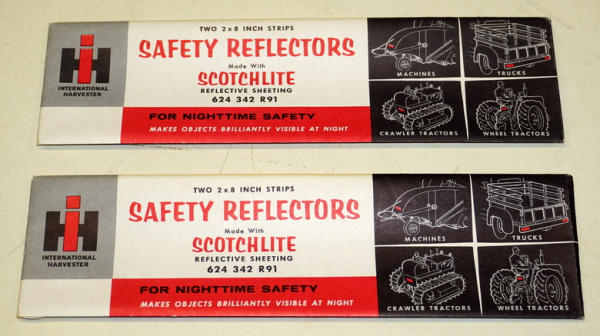 IH
INTERNATIONAL
HARVESTER
TWO 2 x 8 INCH STRIPS
SAFETY REFLECTORS
Made With
SCOTCHLITE
REFLECTIVE SHEETING
624 342 R91
FOR NIGHTTIME SAFETY
MAKES OBJECTS BRILLIANTLY VISIBLE AT NIGHT
MACHINES
TRUCKS
CRAWLER TRACTORS
WHEEL TRACTORS
IH
INTERNATIONAL
HARVESTER
TWO 2 x 8 INCH STRIPS
SAFETY REFLECTORS
Made With
SCOTCHLITE
REFLECTIVE SHEETING
624 342 R91
FOR NIGHTTIME SAFETY
MAKES OBJECTS BRILLIANTLY VISIBLE AT NIGHT
MACHINES
TRUCKS
CRAWLER TRACTORS
WHEEL TRACTORS